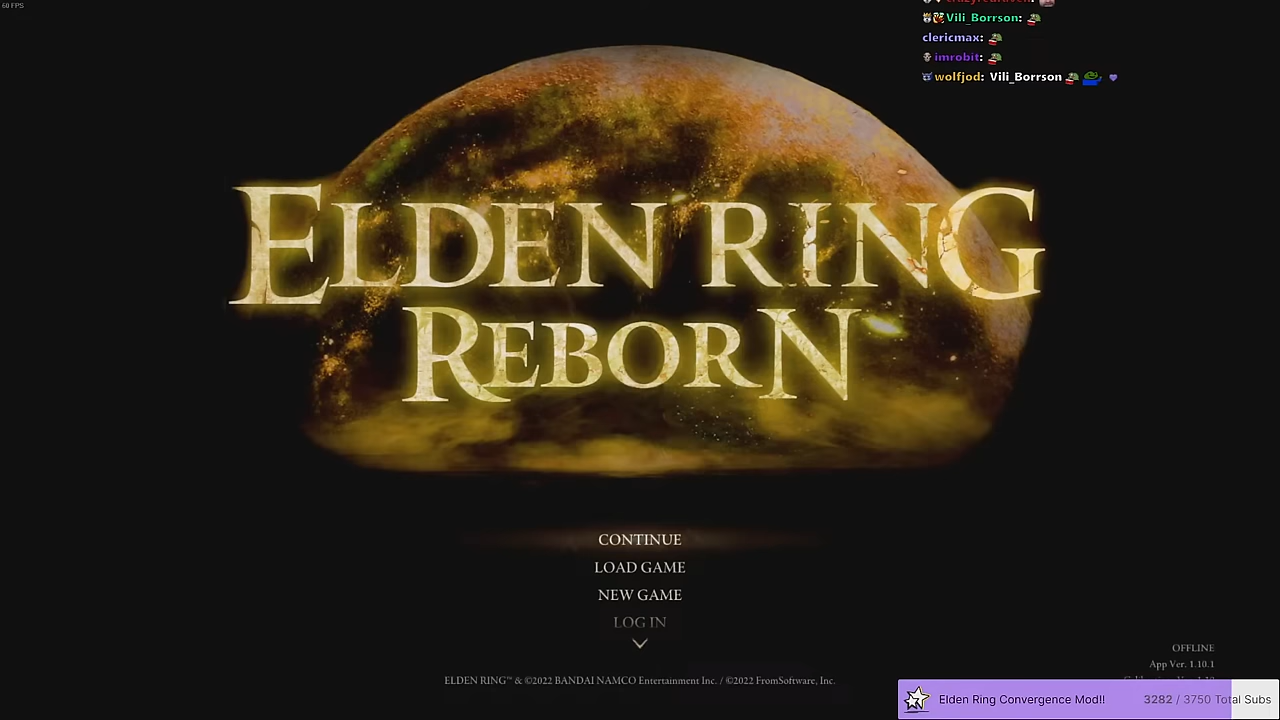 60 FPS
Vili_Borrson:
clericmax:
imrobit:
wolfjod: Vili_Borrson
ELDEN RING
REBORN
CONTINUE
LOAD GAME
NEW GAME
LOG IN
ELDEN RING™ & ©2022 BANDAI NAMCO Entertainment Inc. / ©2022 FromSoftware, Inc.
OFFLINE
App Ver. 1.10.1
Elden Ring Convergence Mod!! 3282 / 3750 Total Subs